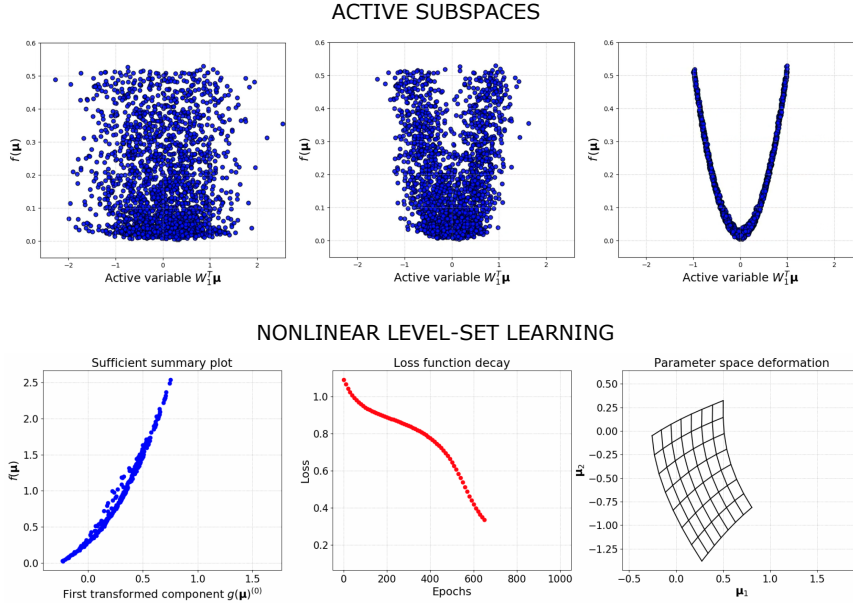 ACTIVE SUBSPACES
0.6
0.5
0.4
0.3
0.2
0.1
0.0
f(μ)
−2 −1 0 1 2
Active variable W₁ᵀμ
0.6
0.5
0.4
0.3
0.2
0.1
0.0
f(μ)
−2 −1 0 1 2
Active variable W₁ᵀμ
0.6
0.5
0.4
0.3
0.2
0.1
0.0
f(μ)
−2 −1 0 1 2
Active variable W₁ᵀμ
NONLINEAR LEVEL-SET LEARNING
Sufficient summary plot
2.5
2.0
1.5
1.0
0.5
0.0
f(μ)
0.0 0.5 1.0 1.5
First transformed component g(μ)⁽⁰⁾
Loss function decay
1.0
0.8
0.6
0.4
0.2
Loss
0 200 400 600 800 1000
Epochs
Parameter space deformation
0.50
0.25
0.00
−0.25
−0.50
−0.75
−1.00
−1.25
μ₂
−0.5 0.0 0.5 1.0 1.5
μ₁